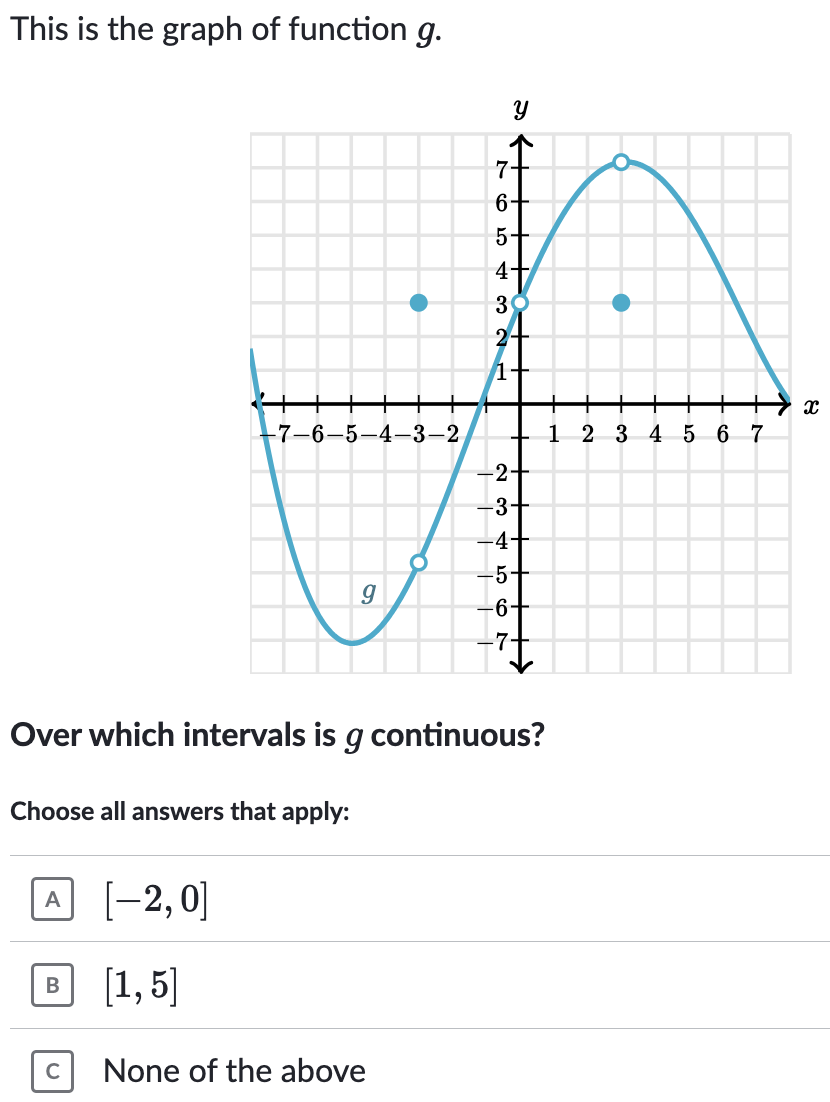 This is the graph of function g.
y
7
6
5
4
3
2
1
x
−7 −6 −5 −4 −3 −2 1 2 3 4 5 6 7
−2
−3
−4
−5
g
−6
−7
Over which intervals is g continuous?
Choose all answers that apply:
A [−2, 0]
B [1, 5]
C None of the above